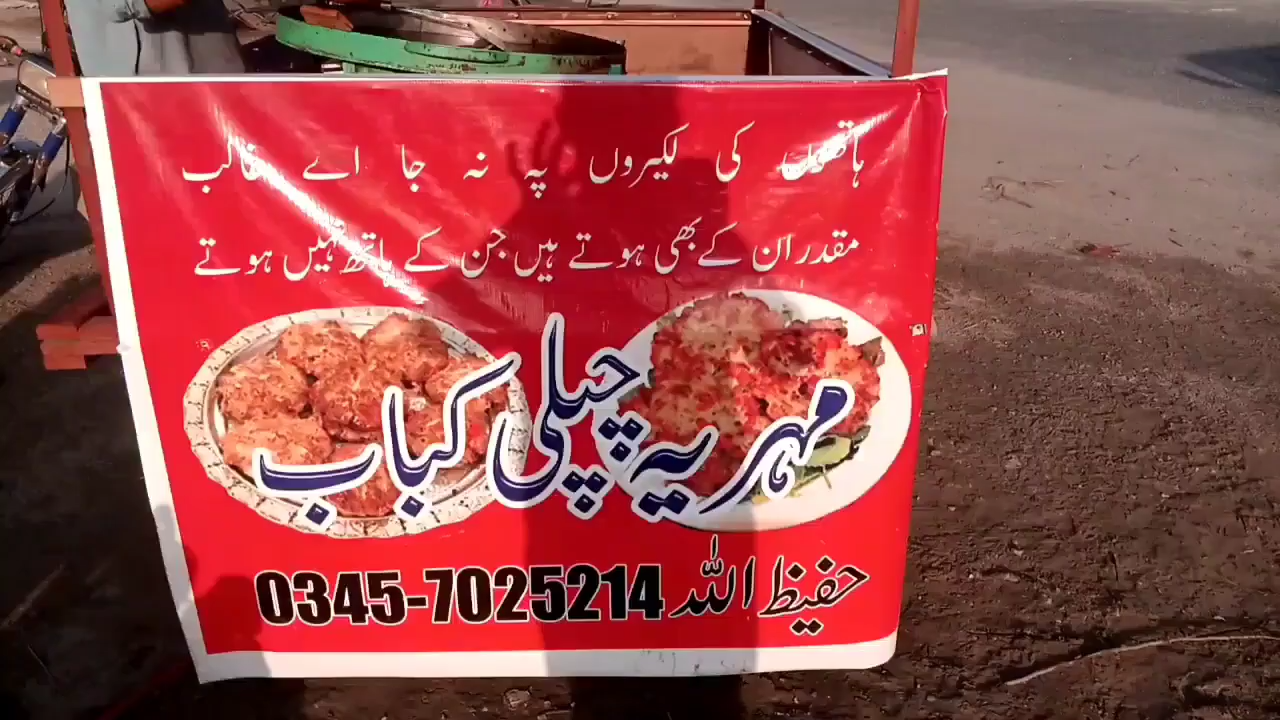 ہاتھوں کی لکیروں پہ نہ جا اے غالب
مقدر ان کے بھی ہوتے ہیں جن کے ہاتھ نہیں ہوتے
مہریہ چپلی کباب
حفیظ اللہ 0345-7025214